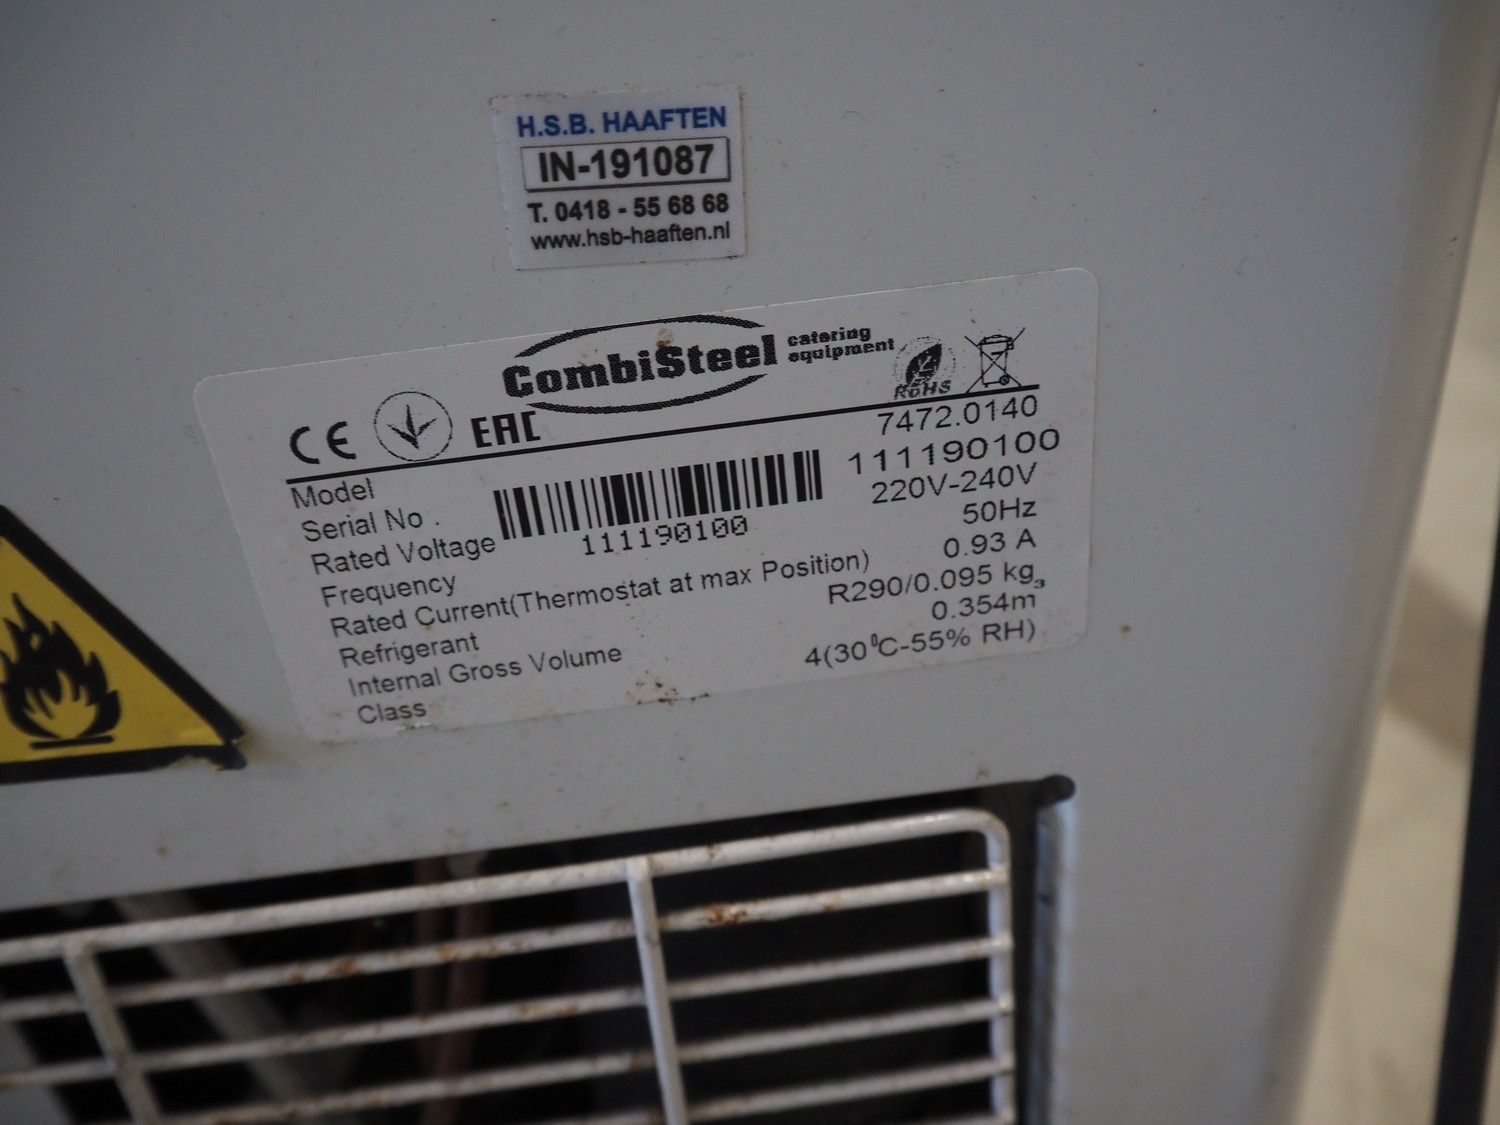 H.S.B. HAAFTEN
IN-191087
T. 0418 - 55 68 68
www.hsb-haaften.nl
CombiSteel catering equipment
CE EAC RoHS
Model 7472.0140
Serial No . 111190100 111190100
Rated Voltage 220V-240V
Frequency 50Hz
Rated Current(Thermostat at max Position) 0.93 A
Refrigerant R290/0.095 kg
Internal Gross Volume 0.354m³
Class 4(30⁰C-55% RH)